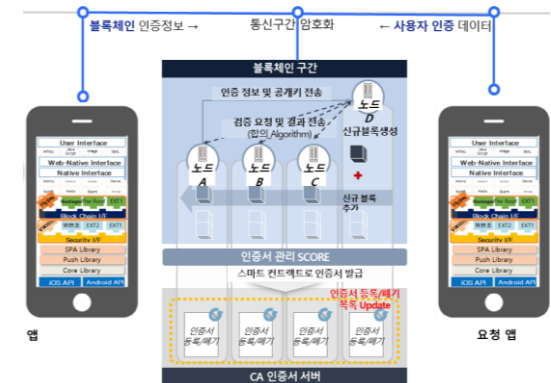 블록체인 인증정보 →
통신구간 암호화
← 사용자 인증 데이터
블록체인 구간
인증 정보 및 공개키 전송
노드
D
검증 요청 및 결과 전송
(합의 Algorithm)
신규블록생성
노드
A
노드
B
노드
C
신규 블록
추가
인증서 관리 SCORE
스마트 컨트랙트로 인증서 발급
인증서 등록/폐기
목록 Update
인증서
등록/폐기
인증서
등록/폐기
인증서
등록/폐기
인증서
등록/폐기
CA 인증서 서버
User Interface
Web-Native Interface
Native Interface
EXT1
Block Chain I/F
EXT2
EXT1
Security I/F
SPA Library
Push Library
Core Library
iOS API
Android API
앱
User Interface
Web-Native Interface
Native Interface
EXT1
Block Chain I/F
EXT2
EXT1
Security I/F
SPA Library
Push Library
Core Library
iOS API
Android API
요청 앱